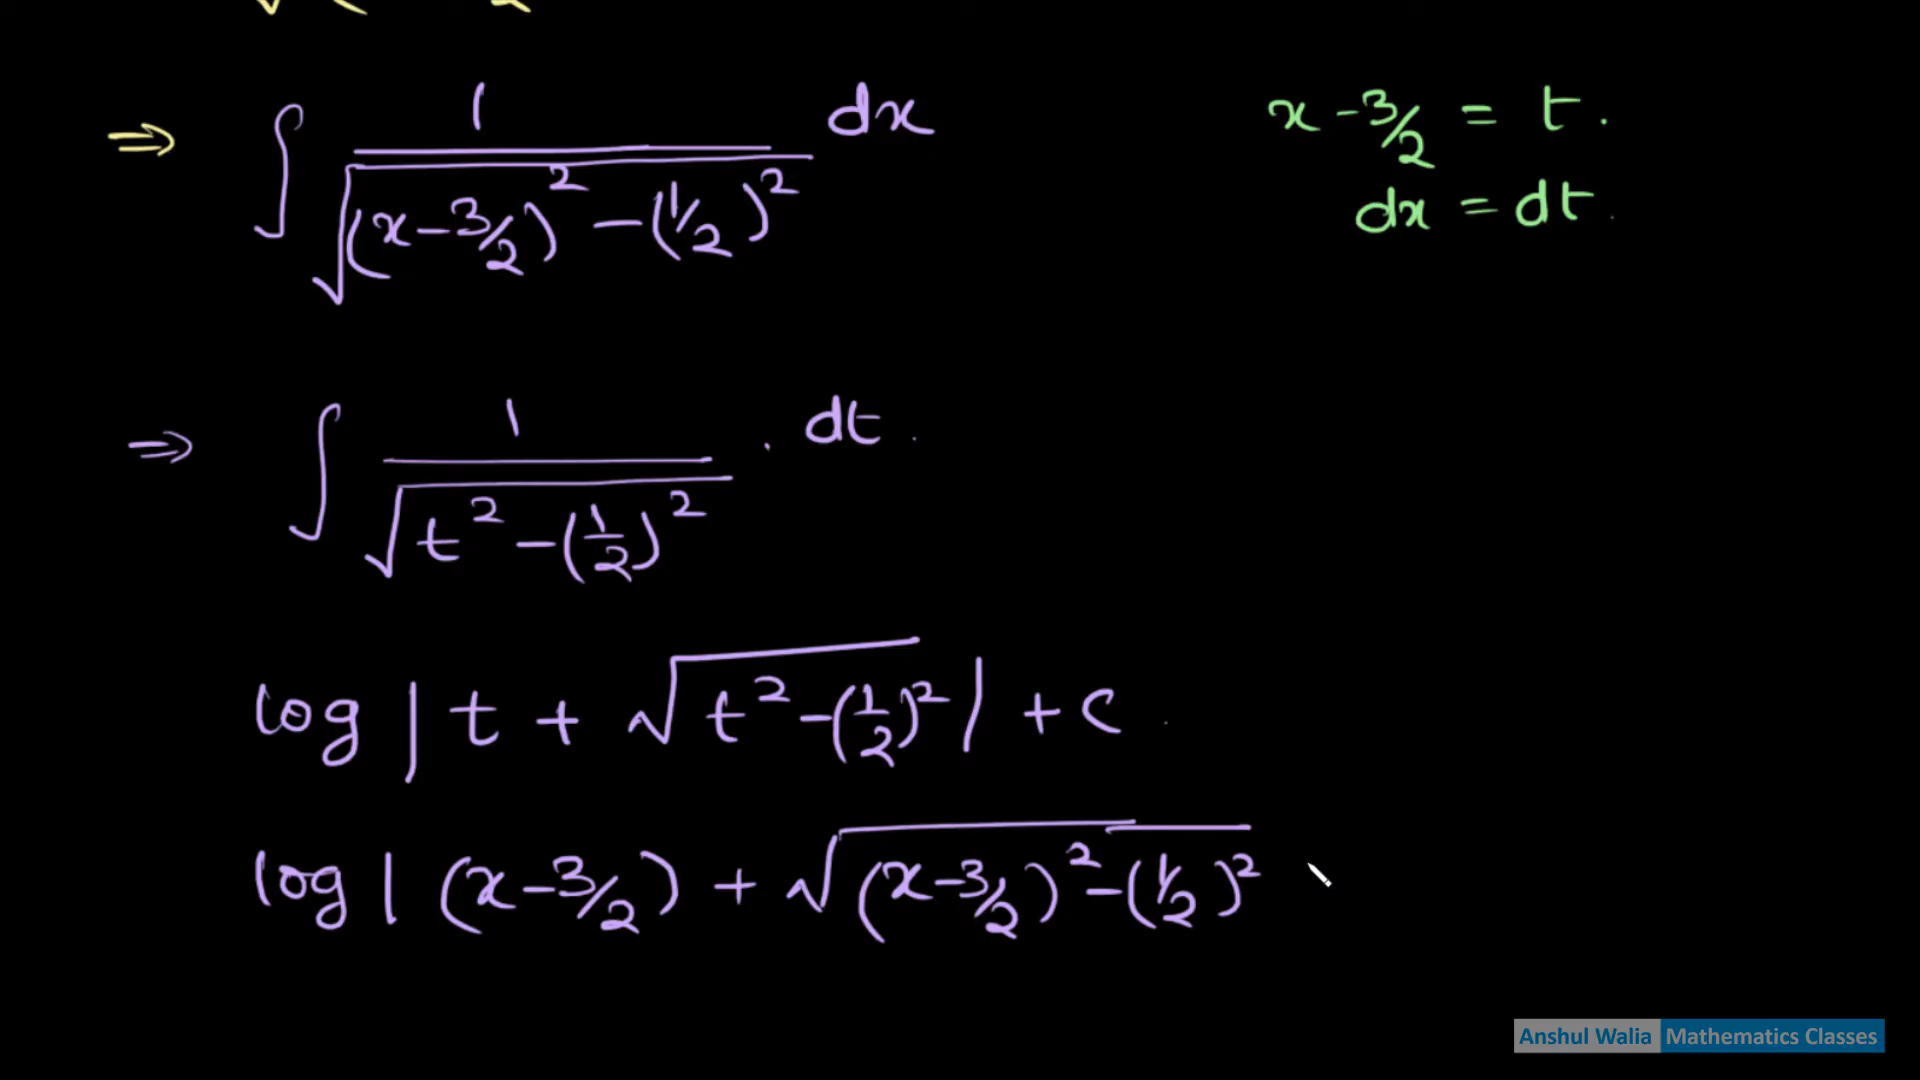 ⇒ ∫ 1/√((x-3/2)² - (1/2)²) dx
x - 3/2 = t.
dx = dt.
⇒ ∫ 1/√(t² - (1/2)²) . dt.
log | t + √(t² - (1/2)²) | + c.
log | (x - 3/2) + √((x-3/2)² - (1/2)²)
Anshul Walia Mathematics Classes